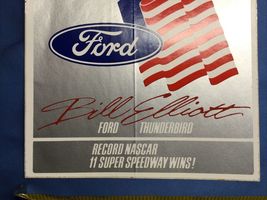 Ford
Bill Elliott
FORD THUNDERBIRD
RECORD NASCAR
11 SUPER SPEEDWAY WINS!